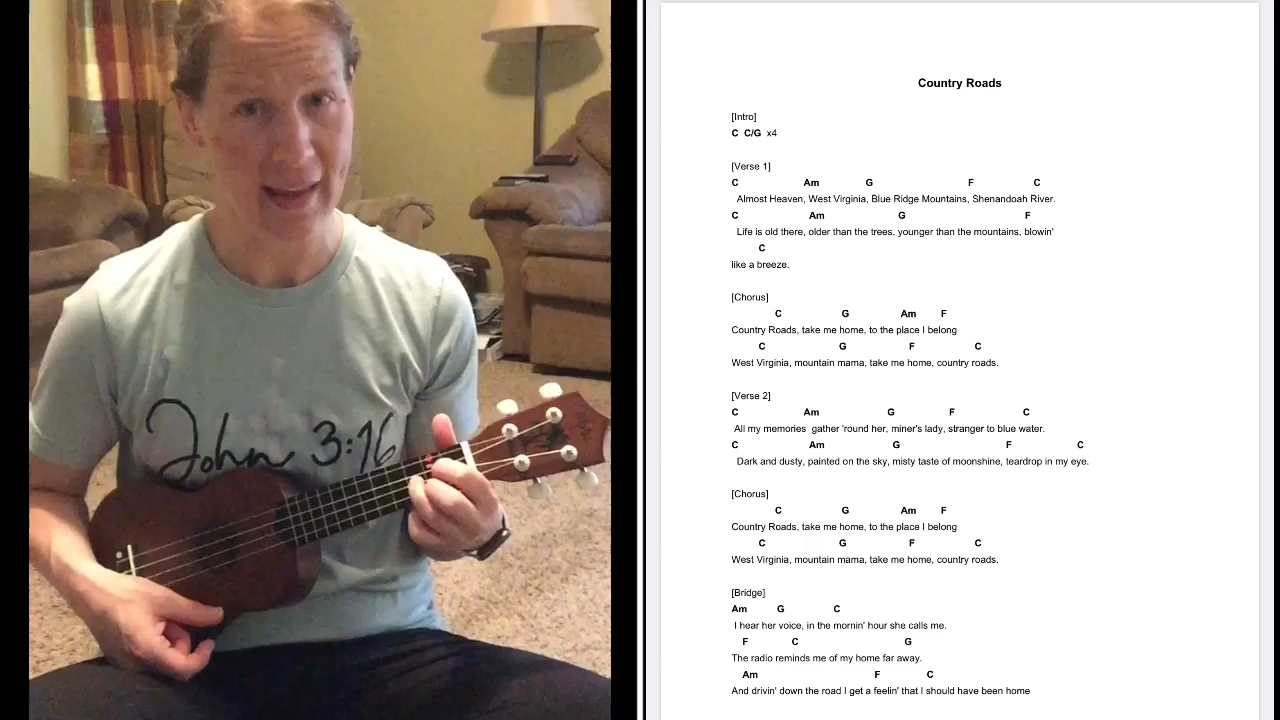 John 3:16
Country Roads
[Intro]
C C/G x4
[Verse 1]
C Am G F C
Almost Heaven, West Virginia, Blue Ridge Mountains, Shenandoah River.
C Am G F
Life is old there, older than the trees, younger than the mountains, blowin'
C
like a breeze.
[Chorus]
C G Am F
Country Roads, take me home, to the place I belong
C G F C
West Virginia, mountain mama, take me home, country roads.
[Verse 2]
C Am G F C
All my memories gather 'round her, miner's lady, stranger to blue water.
C Am G F C
Dark and dusty, painted on the sky, misty taste of moonshine, teardrop in my eye.
[Chorus]
C G Am F
Country Roads, take me home, to the place I belong
C G F C
West Virginia, mountain mama, take me home, country roads.
[Bridge]
Am G C
I hear her voice, in the mornin' hour she calls me.
F C G
The radio reminds me of my home far away.
Am F C
And drivin' down the road I get a feelin' that I should have been home